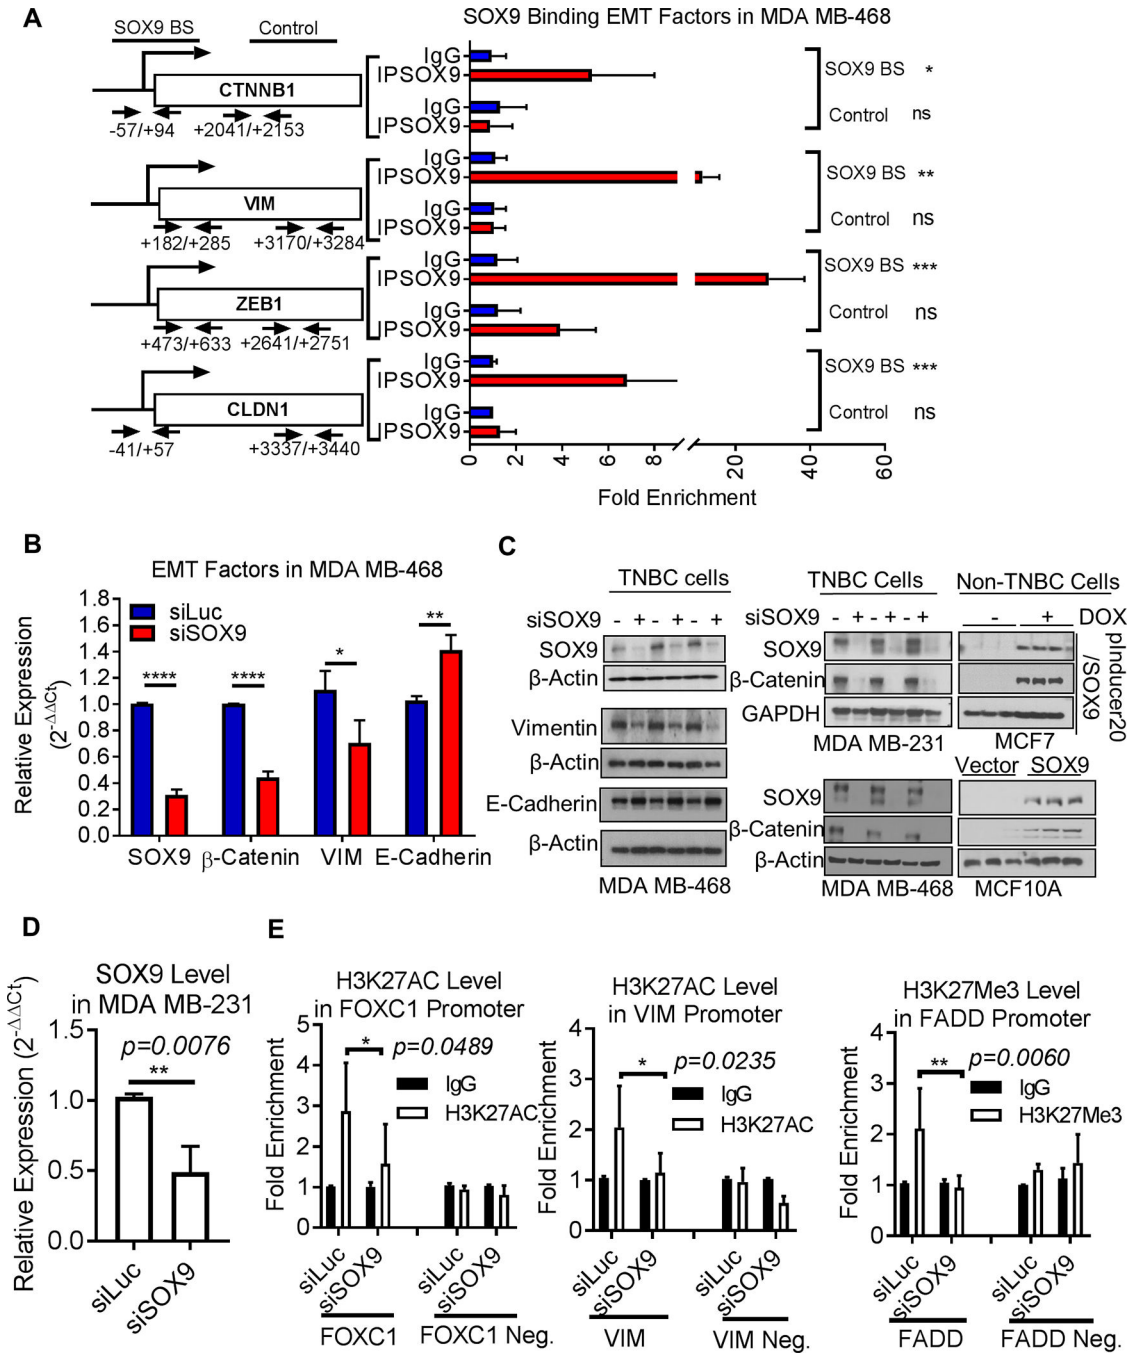 A
SOX9 Binding EMT Factors in MDA MB-468
SOX9 BS
Control
CTNNB1
-57/+94
+2041/+2153
IgG
IPSOX9
IgG
IPSOX9
SOX9 BS *
Control ns
VIM
+182/+285
+3170/+3284
IgG
IPSOX9
IgG
IPSOX9
SOX9 BS **
Control ns
ZEB1
+473/+633
+2641/+2751
IgG
IPSOX9
IgG
IPSOX9
SOX9 BS ***
Control ns
CLDN1
-41/+57
+3337/+3440
IgG
IPSOX9
IgG
IPSOX9
SOX9 BS ***
Control ns
0 2 4 6 8 20 40 60
Fold Enrichment
B
EMT Factors in MDA MB-468
Relative Expression
(2-ΔΔCt)
1.8
1.6
1.4
1.2
1.0
0.8
0.6
0.4
0.2
0.0
siLuc
siSOX9
****
****
*
**
SOX9 β-Catenin VIM E-Cadherin
C
TNBC cells
siSOX9 - + - + - +
SOX9
β-Actin
Vimentin
β-Actin
E-Cadherin
β-Actin
MDA MB-468
TNBC Cells
siSOX9 - + - + - +
SOX9
β-Catenin
GAPDH
MDA MB-231
Non-TNBC Cells
- + DOX
pInducer20
/SOX9
MCF7
SOX9
β-Catenin
β-Actin
MDA MB-468
Vector SOX9
MCF10A
D
SOX9 Level
in MDA MB-231
Relative Expression (2-ΔΔCt)
1.5
1.0
0.5
0.0
p=0.0076
**
siLuc
siSOX9
E
H3K27AC Level
in FOXC1 Promoter
Fold Enrichment
5
4
3
2
1
0
*
p=0.0489
IgG
H3K27AC
siLuc
siSOX9
siLuc
siSOX9
FOXC1
FOXC1 Neg.
H3K27AC Level
in VIM Promoter
Fold Enrichment
4
3
2
1
0
*
p=0.0235
IgG
H3K27AC
siLuc
siSOX9
siLuc
siSOX9
VIM
VIM Neg.
H3K27Me3 Level
in FADD Promoter
Fold Enrichment
4
3
2
1
0
**
p=0.0060
IgG
H3K27Me3
siLuc
siSOX9
siLuc
siSOX9
FADD
FADD Neg.